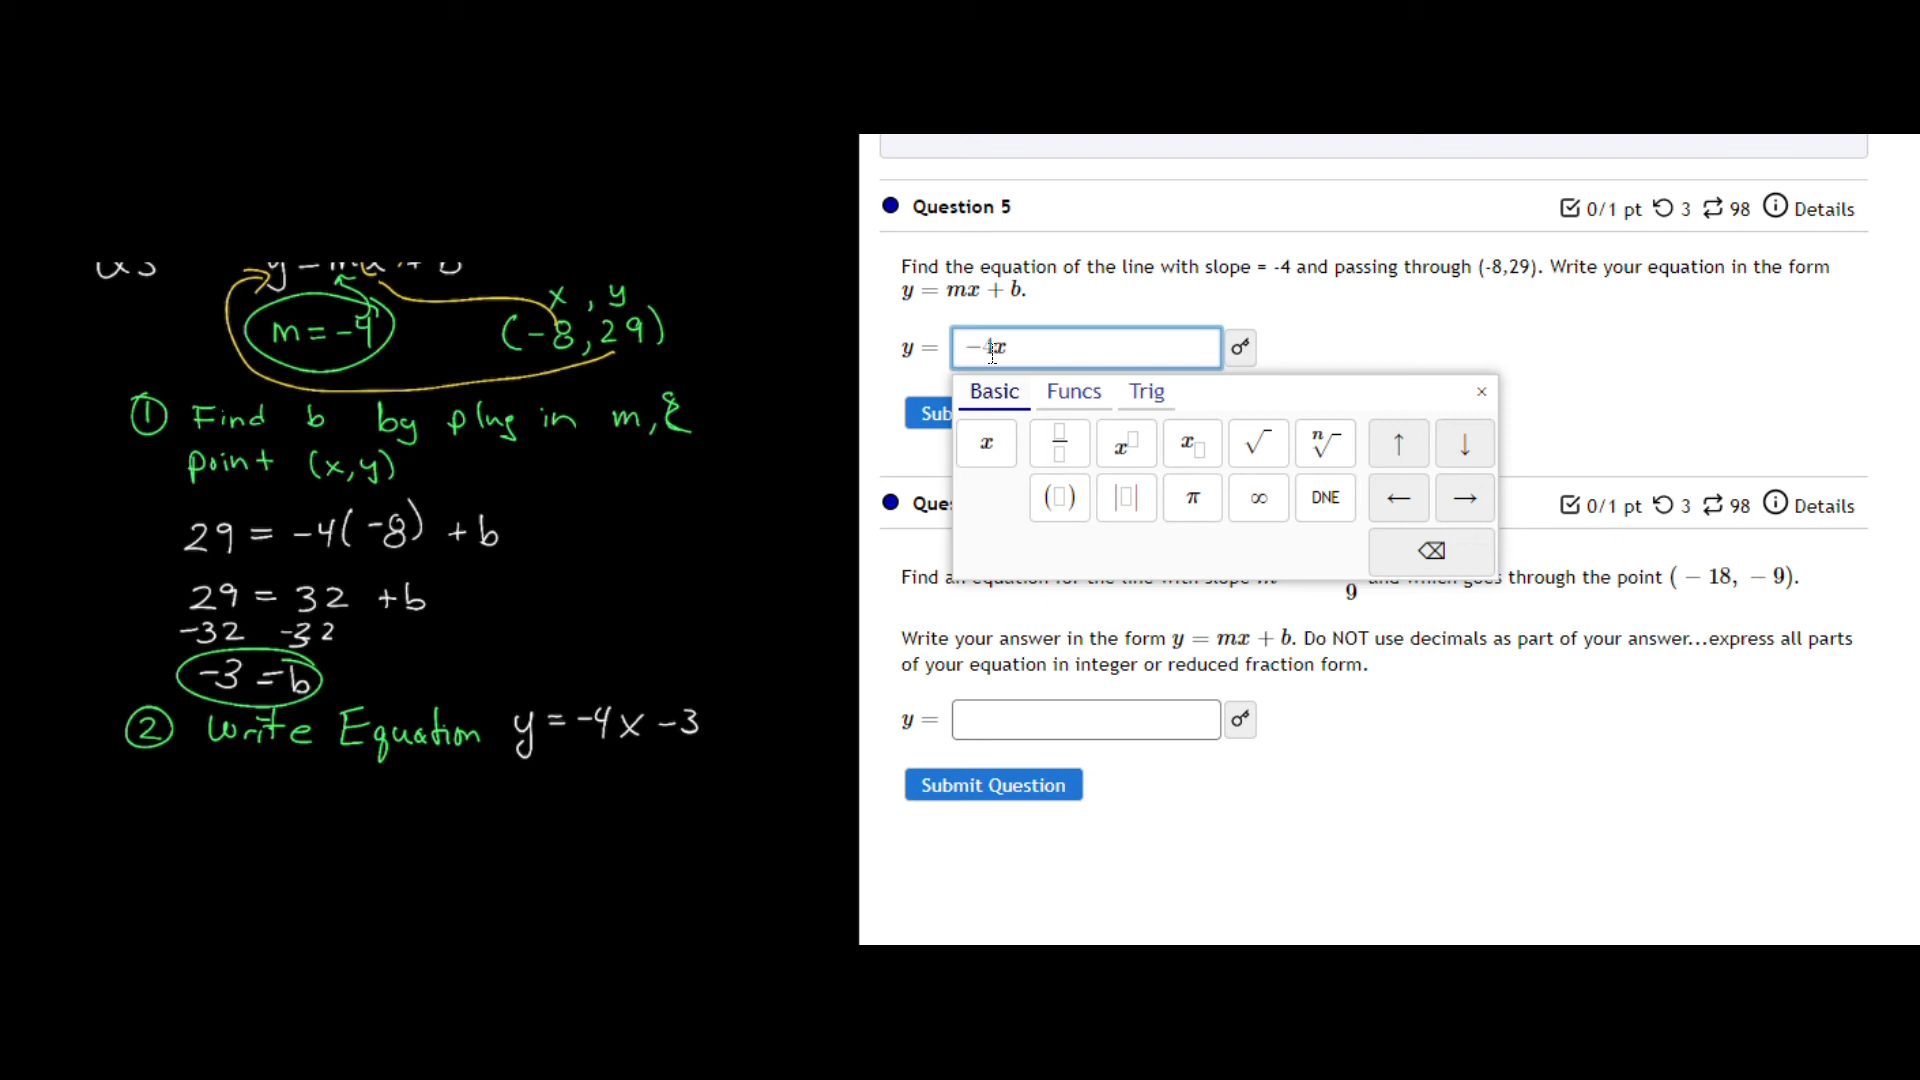 y = mx + b
m = -4
x , y
(-8, 29)
① Find b by plug in m, &
point (x,y)
29 = -4(-8) + b
29 = 32 + b
-32 -32
-3 = b
② Write Equation y = -4x - 3
Question 5
0/1 pt 3 98 Details
Find the equation of the line with slope = -4 and passing through (-8,29). Write your equation in the form
y = mx + b.
y = −4x
Sub
Basic Funcs Trig ×
x √ n√ ↑ ↓
(▯) |▯| π ∞ DNE ← →
⌫
Que
0/1 pt 3 98 Details
through the point (− 18, − 9).
9
Write your answer in the form y = mx + b. Do NOT use decimals as part of your answer...express all parts
of your equation in integer or reduced fraction form.
y =
Submit Question